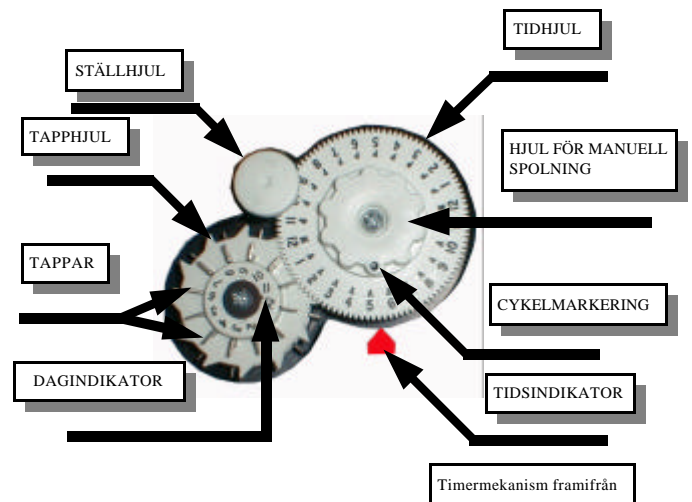 TIDHJUL
STÄLLHJUL
TAPPHJUL
HJUL FÖR MANUELL
SPOLNING
TAPPAR
CYKELMARKERING
DAGINDIKATOR
TIDSINDIKATOR
Timermekanism framifrån